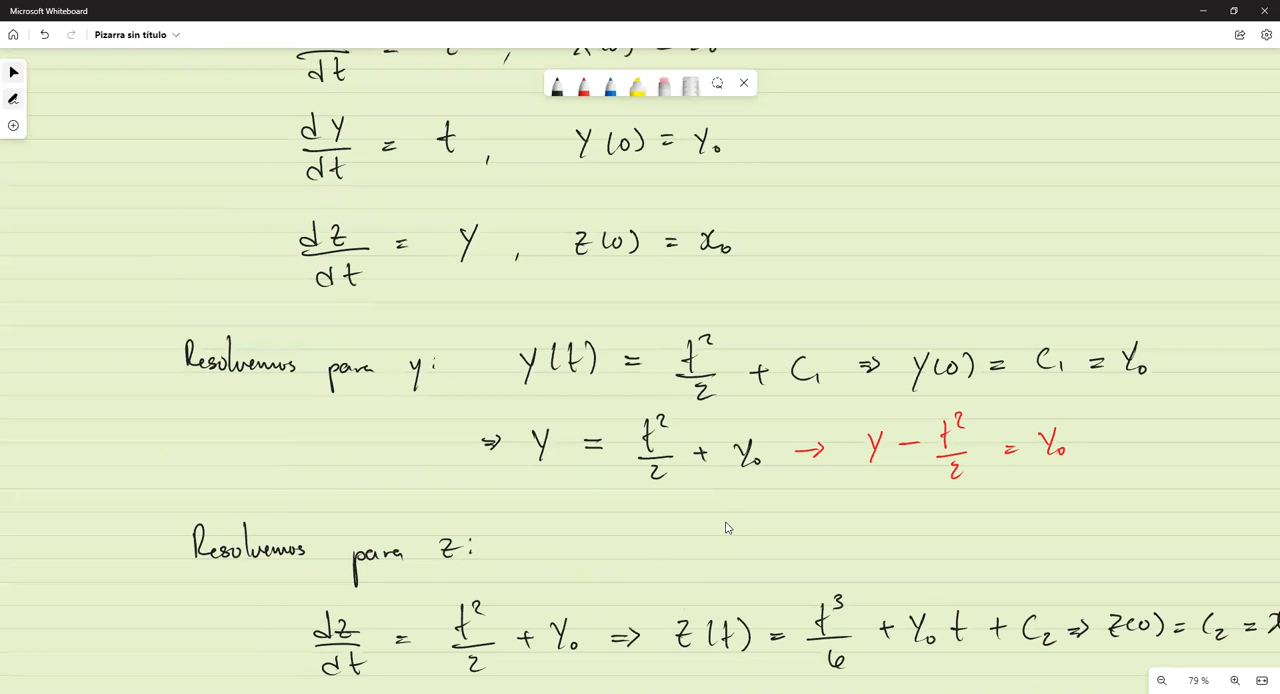 Microsoft Whiteboard
Pizarra sin título
dt
dy/dt = t, y(0) = y₀
dz/dt = y, z(0) = x₀
Resolvemos para y: y(t) = t²/2 + C₁ ⇒ y(0) = C₁ = y₀
⇒ y = t²/2 + y₀ → y - t²/2 = y₀
Resolvemos para z:
dz/dt = t²/2 + y₀ ⇒ z(t) = t³/6 + y₀t + C₂ ⇒ z(0) = C₂ = x
79 %